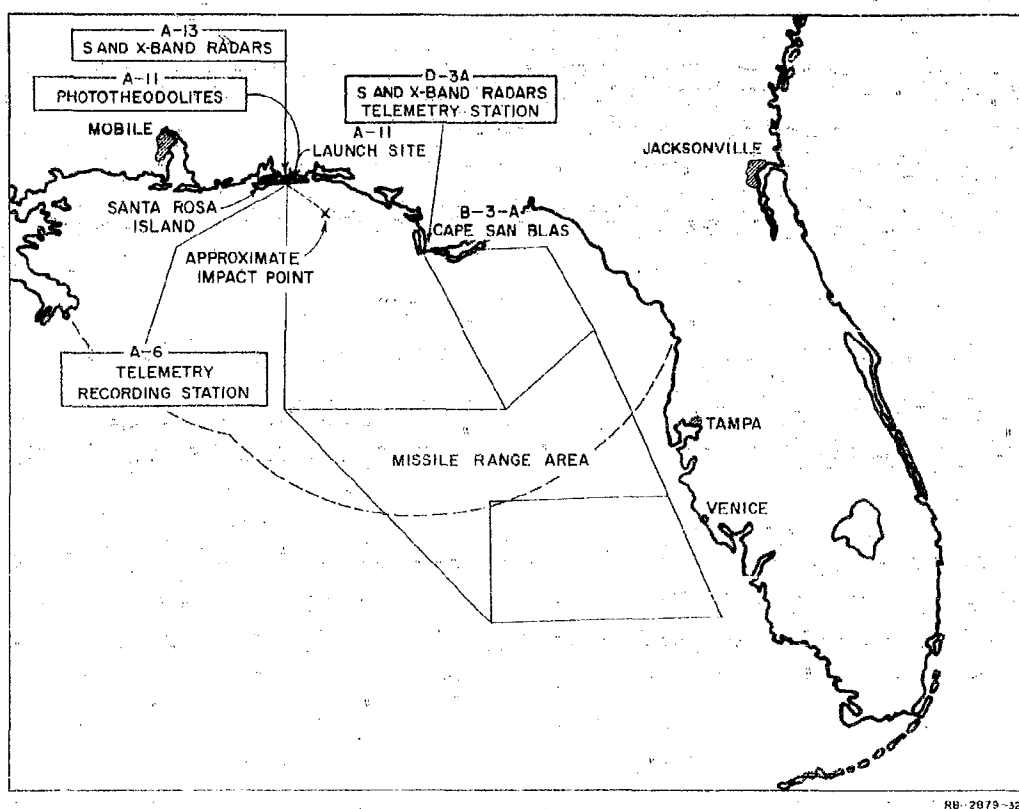 A-13
S AND X-BAND RADARS
A-11
PHOTOTHEODOLITES
D-3A
S AND X-BAND RADARS
TELEMETRY STATION
MOBILE
A-11
LAUNCH SITE
JACKSONVILLE
SANTA ROSA
ISLAND
B-3-A
CAPE SAN BLAS
APPROXIMATE
IMPACT POINT
X
A-6
TELEMETRY
RECORDING STATION
TAMPA
MISSILE RANGE AREA
VENICE
RB-2879-32